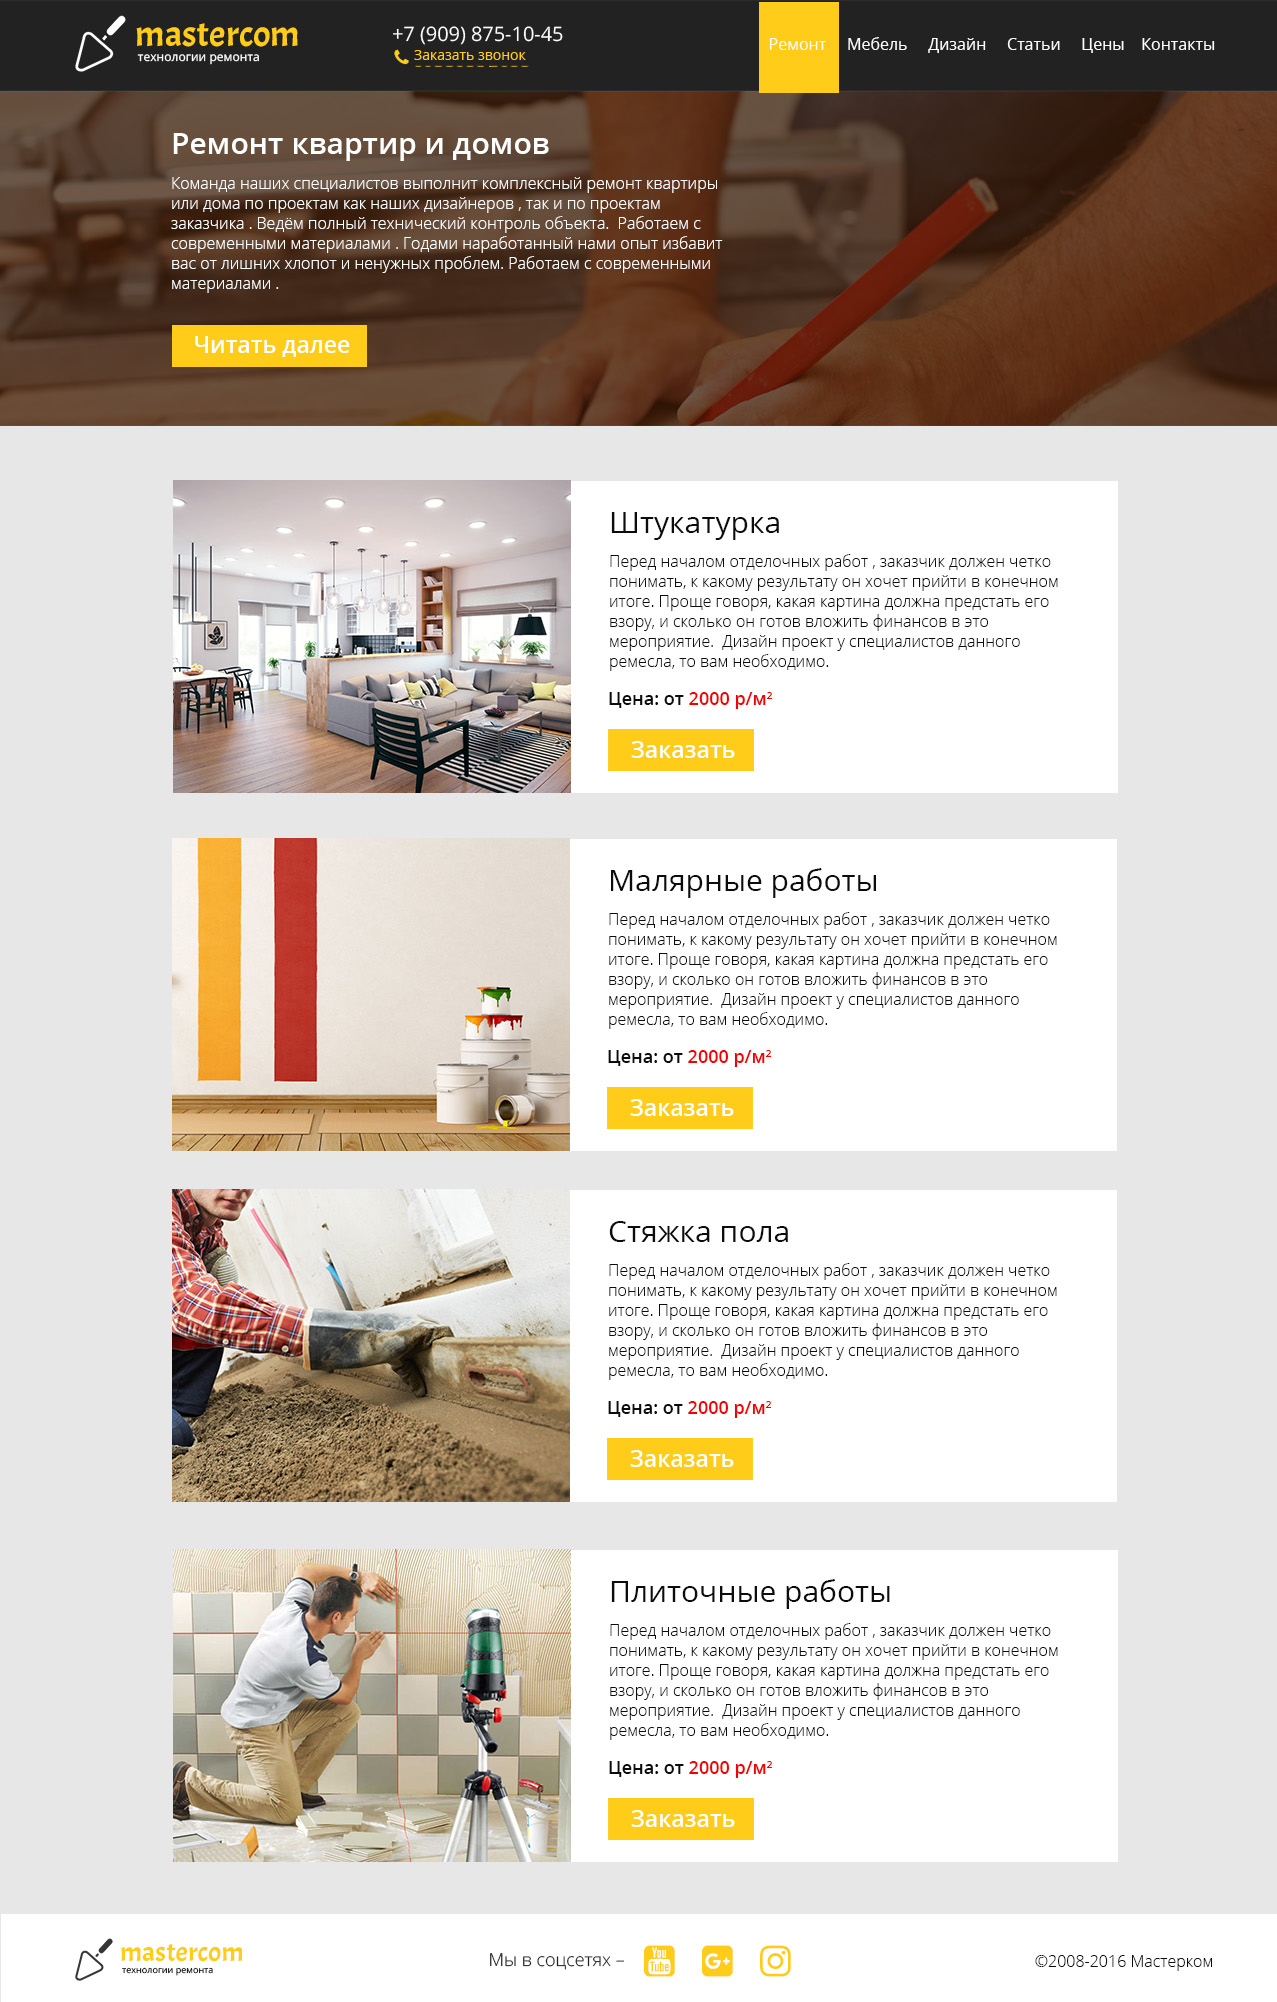 mastercom
технологии ремонта
+7 (909) 875-10-45
Заказать звонок
Ремонт Мебель Дизайн Статьи Цены Контакты
Ремонт квартир и домов
Команда наших специалистов выполнит комплексный ремонт квартиры
или дома по проектам как наших дизайнеров , так и по проектам
заказчика . Ведём полный технический контроль объекта.  Работаем с
современными материалами . Годами наработанный нами опыт избавит
вас от лишних хлопот и ненужных проблем. Работаем с современными
материалами .
Читать далее
Штукатурка
Перед началом отделочных работ , заказчик должен четко
понимать, к какому результату он хочет прийти в конечном
итоге. Проще говоря, какая картина должна предстать его
взору, и сколько он готов вложить финансов в это
мероприятие.  Дизайн проект у специалистов данного
ремесла, то вам необходимо.
Цена: от 2000 р/м²
Заказать
Малярные работы
Перед началом отделочных работ , заказчик должен четко
понимать, к какому результату он хочет прийти в конечном
итоге. Проще говоря, какая картина должна предстать его
взору, и сколько он готов вложить финансов в это
мероприятие.  Дизайн проект у специалистов данного
ремесла, то вам необходимо.
Цена: от 2000 р/м²
Заказать
Стяжка пола
Перед началом отделочных работ , заказчик должен четко
понимать, к какому результату он хочет прийти в конечном
итоге. Проще говоря, какая картина должна предстать его
взору, и сколько он готов вложить финансов в это
мероприятие.  Дизайн проект у специалистов данного
ремесла, то вам необходимо.
Цена: от 2000 р/м²
Заказать
Плиточные работы
Перед началом отделочных работ , заказчик должен четко
понимать, к какому результату он хочет прийти в конечном
итоге. Проще говоря, какая картина должна предстать его
взору, и сколько он готов вложить финансов в это
мероприятие.  Дизайн проект у специалистов данного
ремесла, то вам необходимо.
Цена: от 2000 р/м²
Заказать
mastercom
технологии ремонта
Мы в соцсетях –
You
Tube
G+
©2008-2016 Мастерком